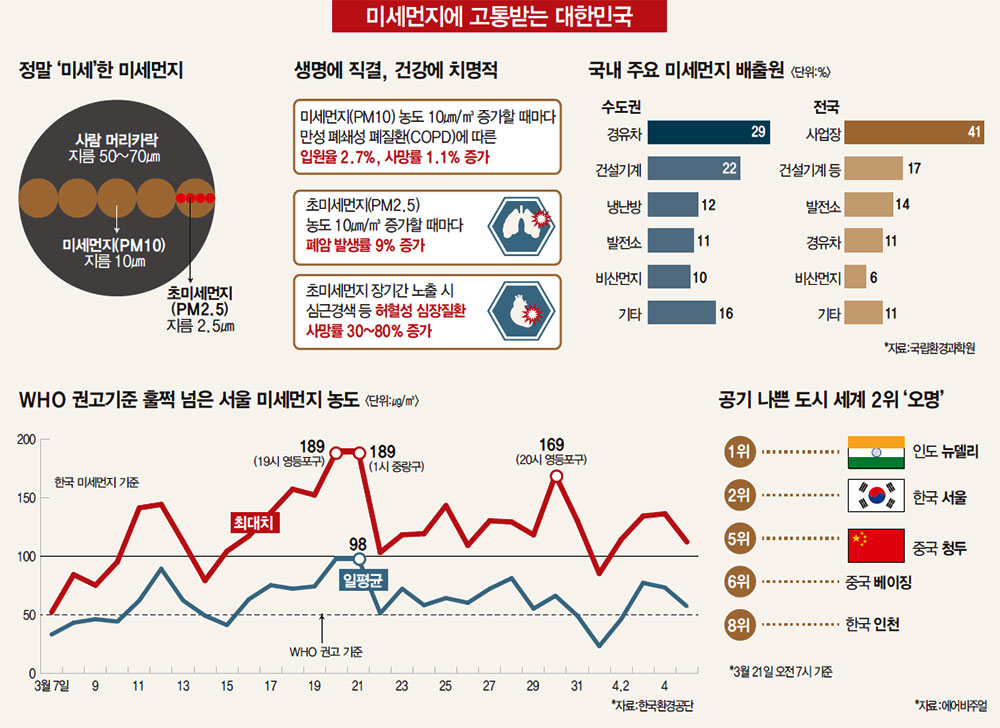 미세먼지에 고통받는 대한민국
정말 ‘미세’한 미세먼지
사람 머리카락
지름 50~70㎛
미세먼지(PM10)
지름 10㎛
초미세먼지
(PM2.5)
지름 2.5㎛
생명에 직결, 건강에 치명적
미세먼지(PM10) 농도 10㎛/㎥ 증가할 때마다
만성 폐쇄성 폐질환(COPD)에 따른
입원율 2.7%, 사망률 1.1% 증가
초미세먼지(PM2.5)
농도 10㎛/㎥ 증가할 때마다
폐암 발생률 9% 증가
초미세먼지 장기간 노출 시
심근경색 등 허혈성 심장질환
사망률 30~80% 증가
국내 주요 미세먼지 배출원 〈단위:%〉
수도권
경유차 29
건설기계 22
냉난방 12
발전소 11
비산먼지 10
기타 16
전국
사업장 41
건설기계 등 17
발전소 14
경유차 11
비산먼지 6
기타 11
*자료:국립환경과학원
WHO 권고기준 훌쩍 넘은 서울 미세먼지 농도 〈단위:㎍/㎥〉
200
150
100
50
0
한국 미세먼지 기준
189
(19시 영등포구)
189
(1시 중랑구)
169
(20시 영등포구)
최대치
98
일평균
WHO 권고 기준
3월 7일 9 11 13 15 17 19 21 23 25 27 29 31 4.2 4
*자료:한국환경공단
공기 나쁜 도시 세계 2위 ‘오명’
1위 인도 뉴델리
2위 한국 서울
5위 중국 청두
6위 중국 베이징
8위 한국 인천
*3월 21일 오전 7시 기준
*자료:에어비주얼